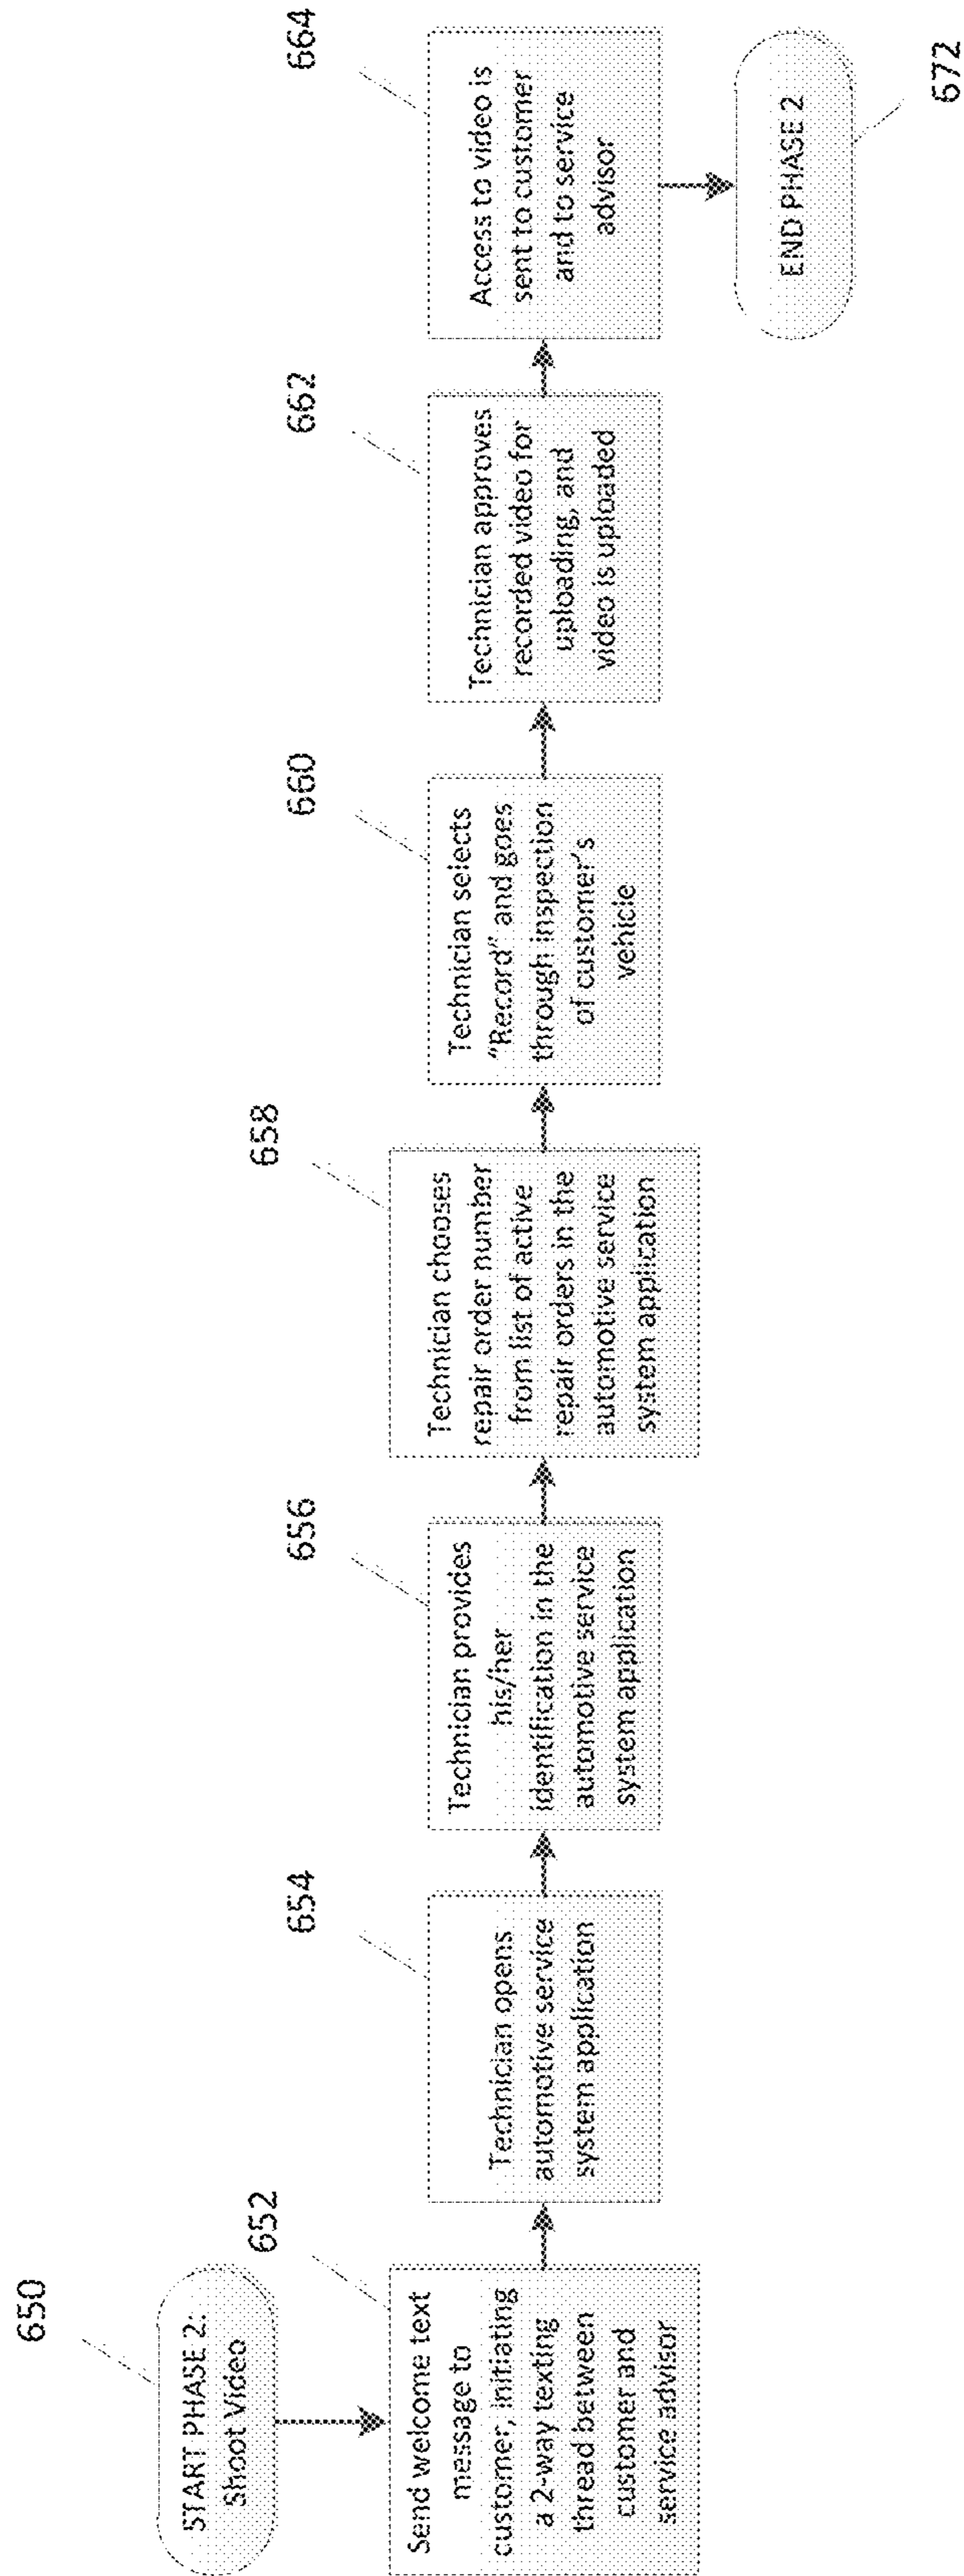 650
START PHASE 2:
Shoot Video
652
Send welcome text
message to
customer, initiating
a 2-way texting
thread between
customer and
service advisor
654
Technician opens
automotive service
system application
656
Technician provides
his/her
identification in the
automotive service
system application
658
Technician chooses
repair order number
from list of active
repair orders in the
automotive service
system application
660
Technician selects
“Record” and goes
through inspection
of customer's
vehicle
662
Technician approves
recorded video for
uploading, and
video is uploaded
664
Access to video is
sent to customer
and to service
advisor
END PHASE 2
672